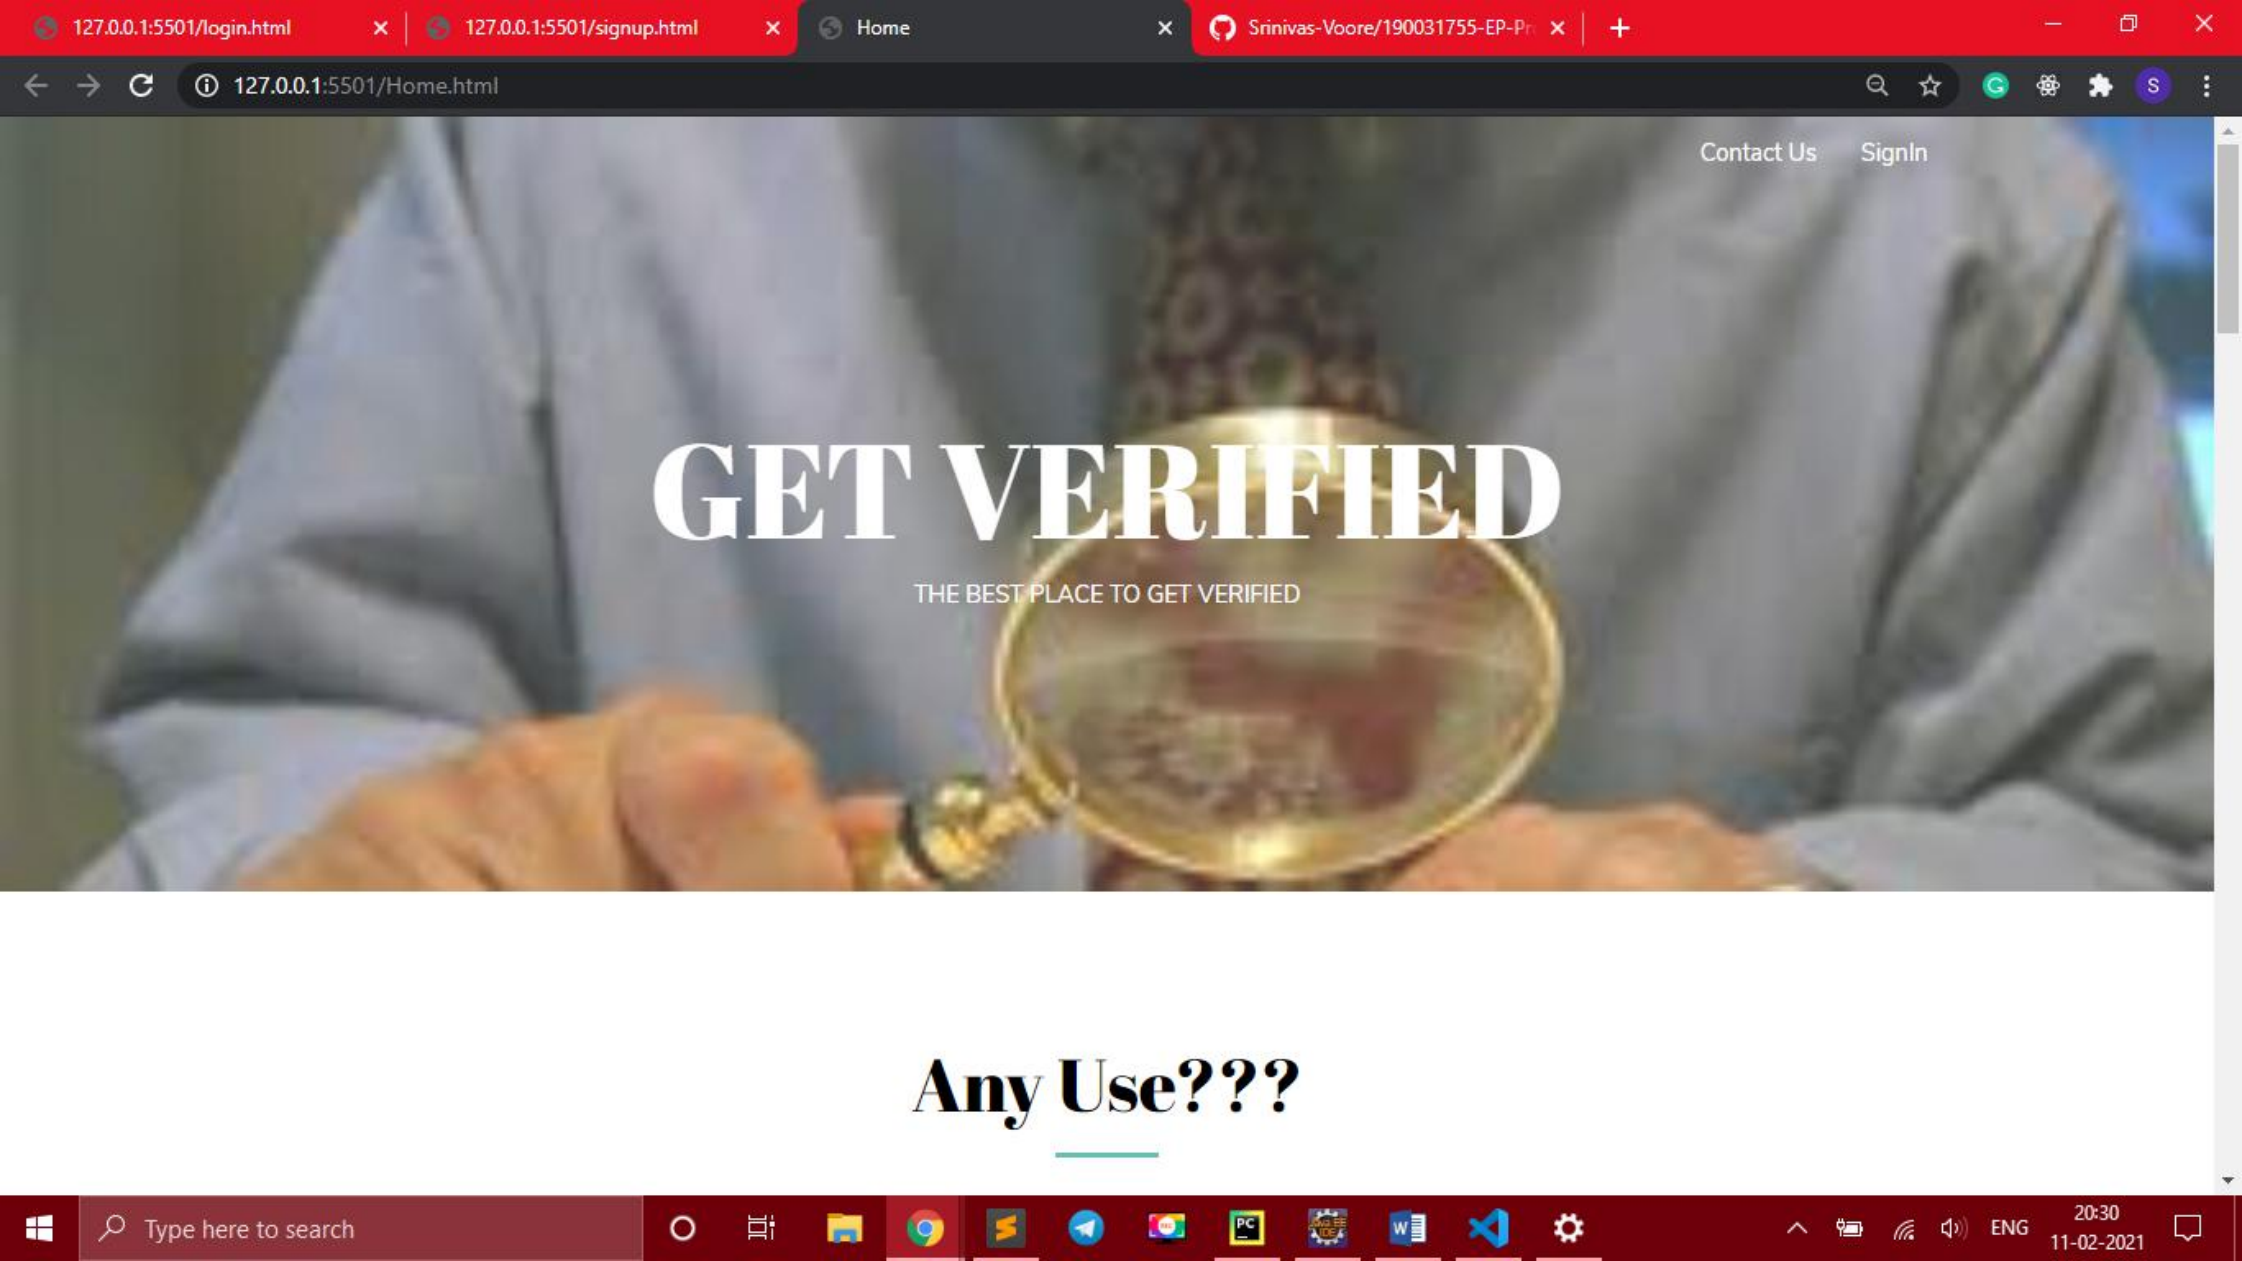 127.0.0.1:5501/login.html
127.0.0.1:5501/signup.html
Home
Srinivas-Voore/190031755-EP-Pr
127.0.0.1:5501/Home.html
S
Contact Us
SignIn
GET VERIFIED
THE BEST PLACE TO GET VERIFIED
Any Use???
Type here to search
PC
W
ENG
20:30
11-02-2021